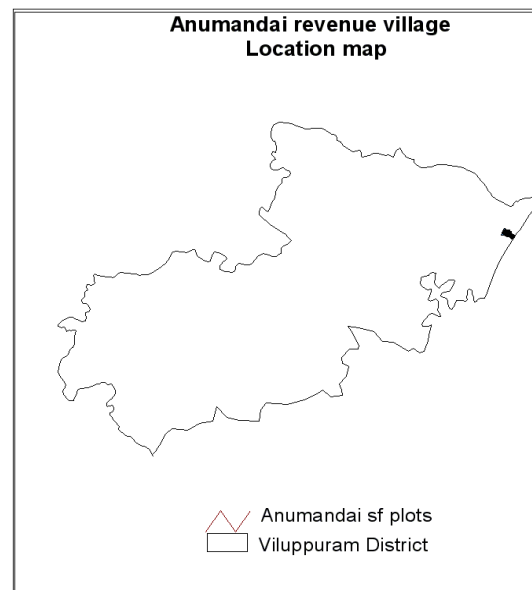 Anumandai revenue village
Location map
Anumandai sf plots
Viluppuram District